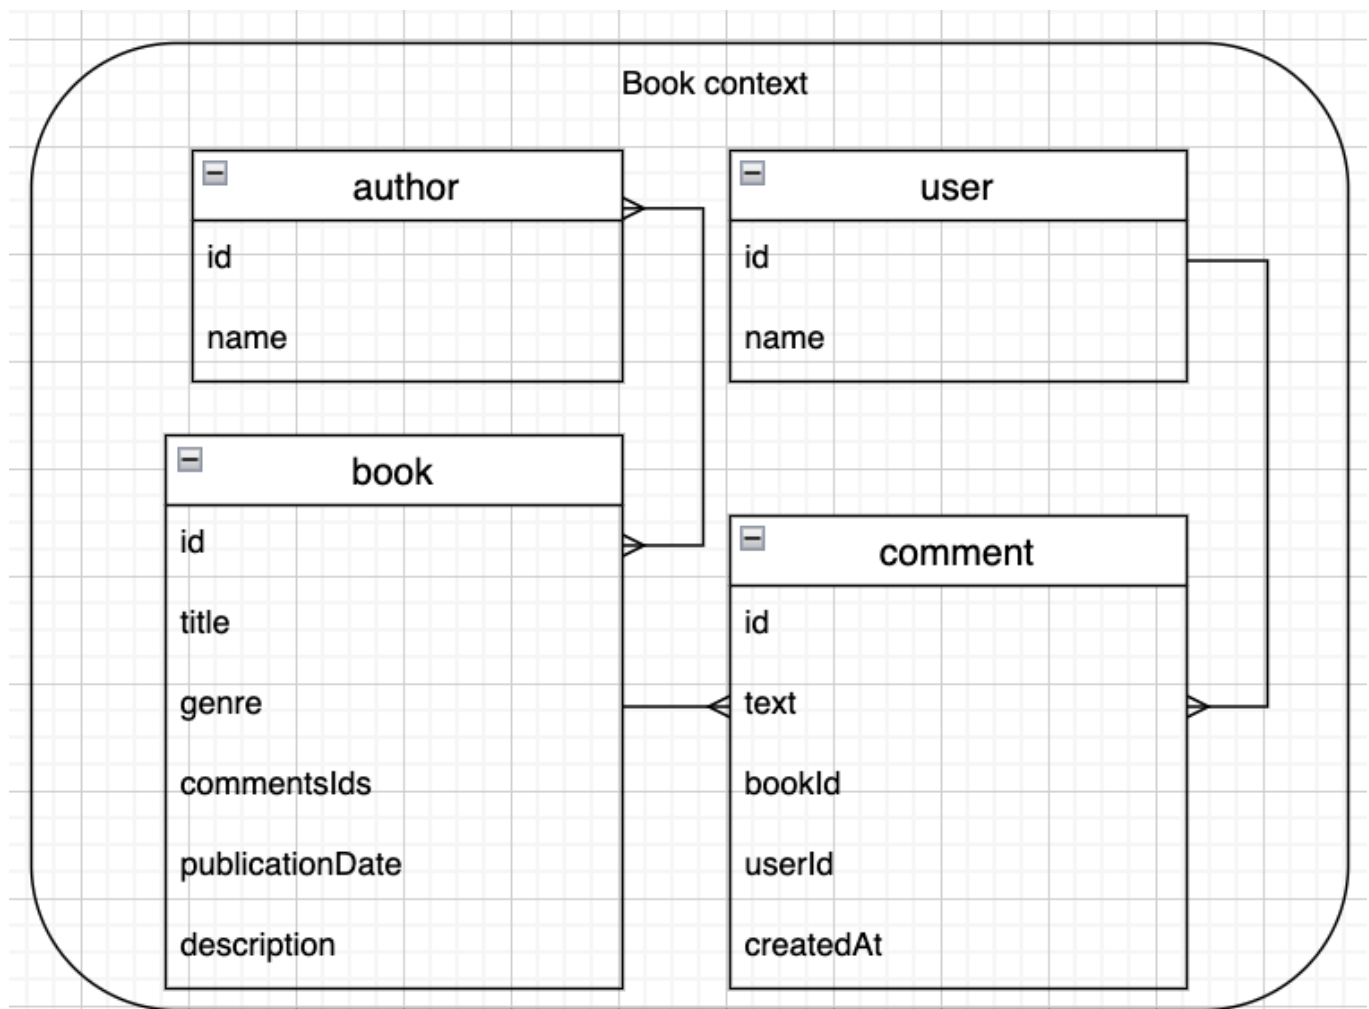 Book context
author
id
name
user
id
name
book
id
title
genre
commentsIds
publicationDate
description
comment
id
text
bookId
userId
createdAt